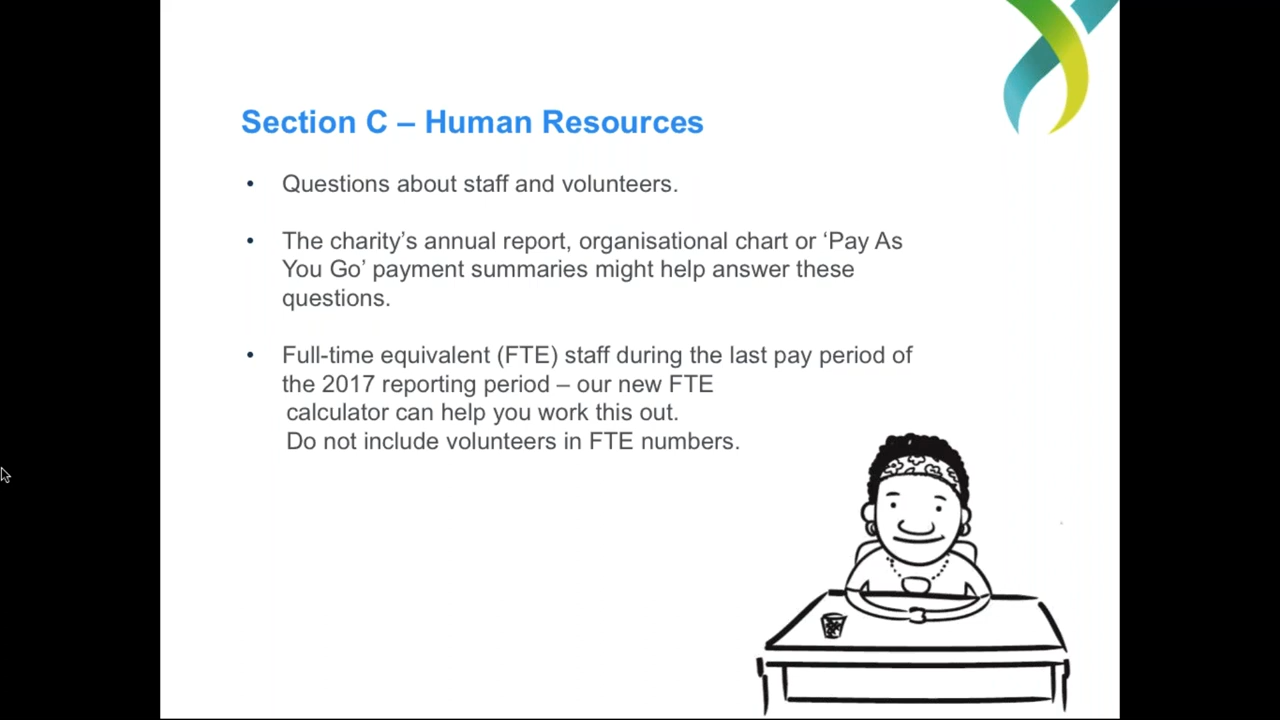 Section C – Human Resources
• Questions about staff and volunteers.
• The charity’s annual report, organisational chart or ‘Pay As
You Go’ payment summaries might help answer these
questions.
• Full-time equivalent (FTE) staff during the last pay period of
the 2017 reporting period – our new FTE
calculator can help you work this out.
Do not include volunteers in FTE numbers.